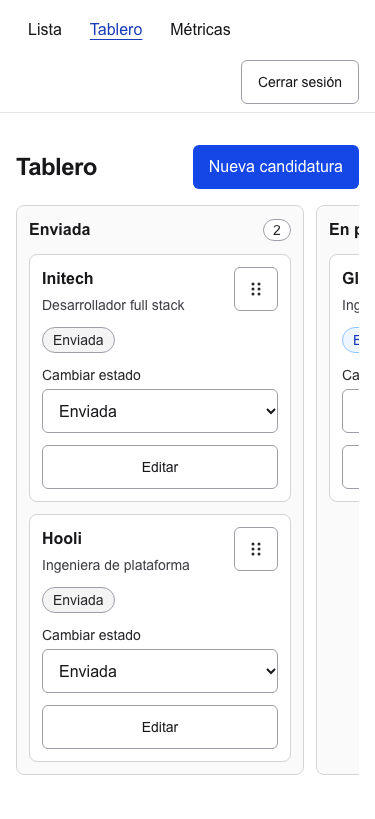 Lista Tablero Métricas
Cerrar sesión
Tablero
Nueva candidatura
Enviada 2
Initech
Desarrollador full stack
Enviada
Cambiar estado
Enviada
Editar
Hooli
Ingeniera de plataforma
Enviada
Cambiar estado
Enviada
Editar
En